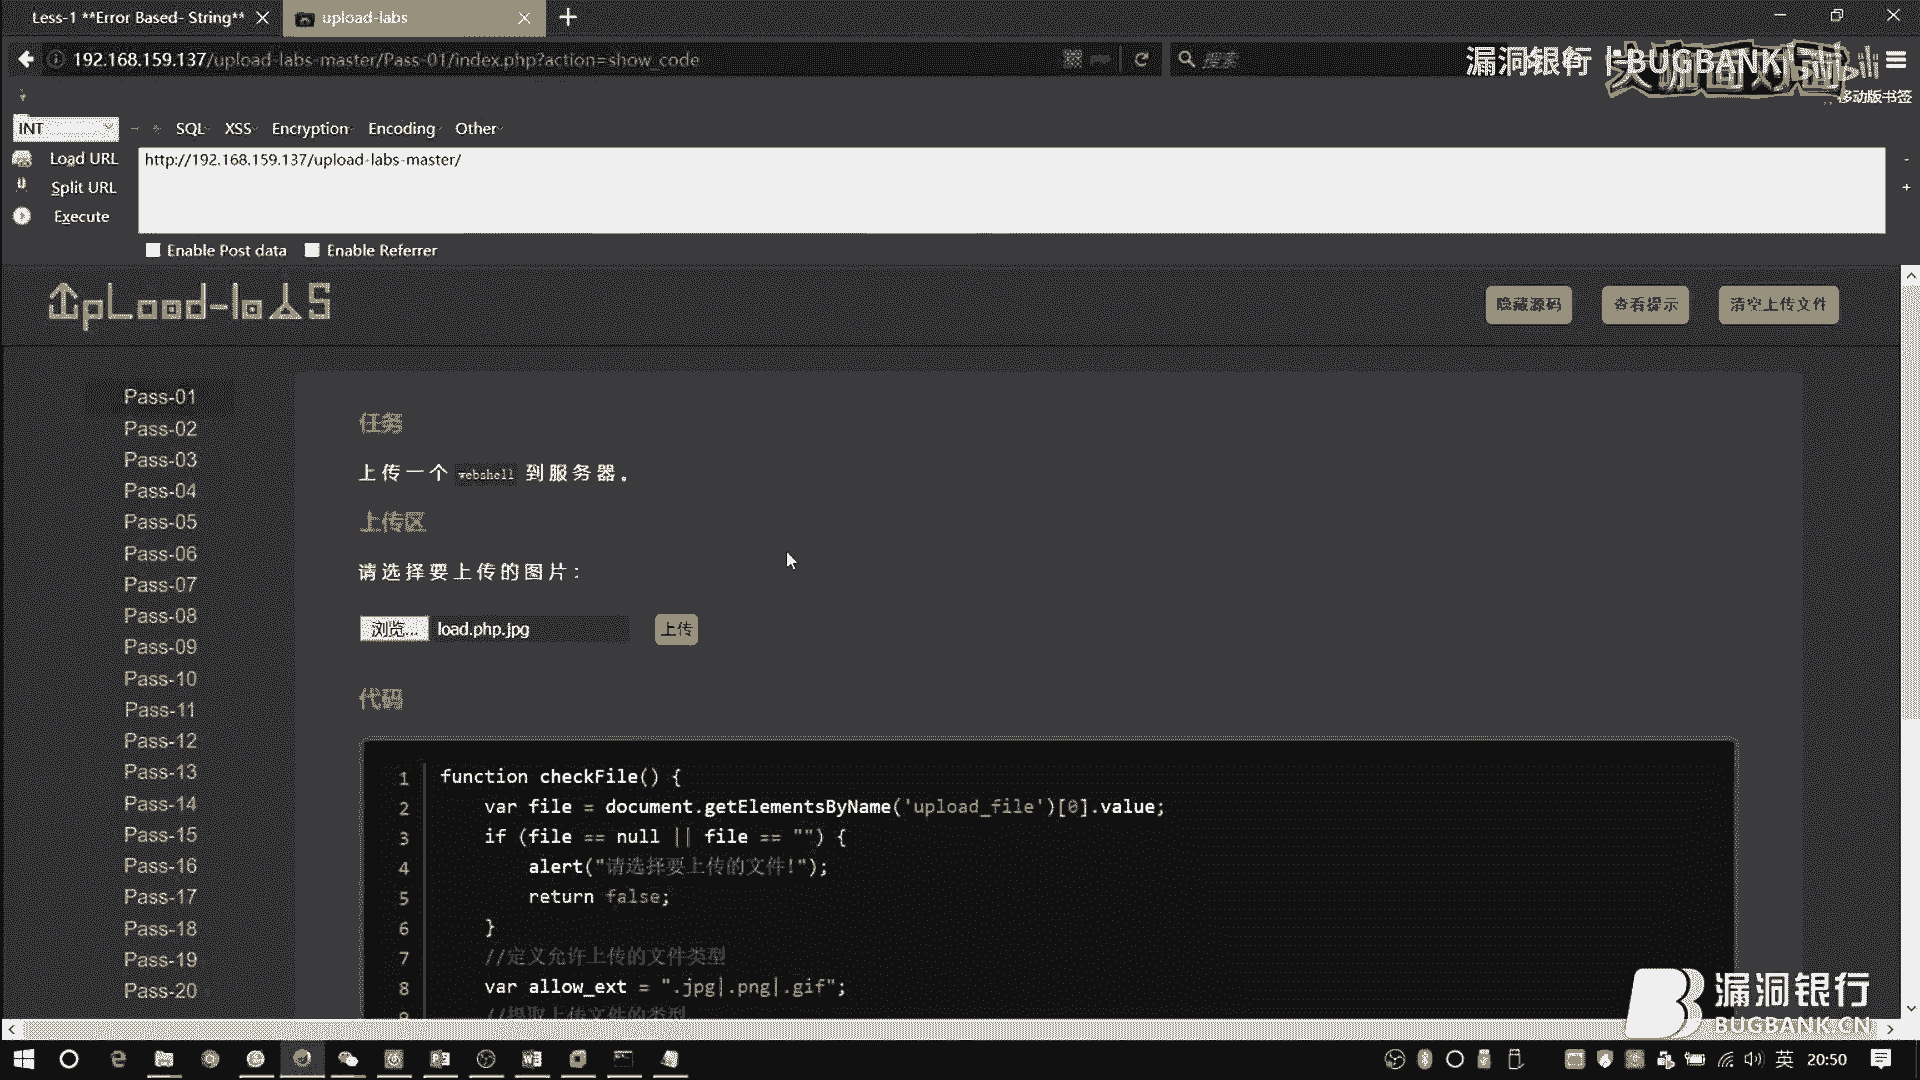 Less-1 **Error Based- String**
upload-labs
192.168.159.137/upload-labs-master/Pass-01/index.php?action=show_code
搜索
漏洞银行 | BUGBANK
大咖面对面
bilibili
移动版书签
INT
SQL XSS Encryption Encoding Other
Load URL
http://192.168.159.137/upload-labs-master/
Split URL
Execute
Enable Post data Enable Referrer
UpLoad-labS
隐藏源码 查看提示 清空上传文件
Pass-01
Pass-02
Pass-03
Pass-04
Pass-05
Pass-06
Pass-07
Pass-08
Pass-09
Pass-10
Pass-11
Pass-12
Pass-13
Pass-14
Pass-15
Pass-16
Pass-17
Pass-18
Pass-19
Pass-20
任务
上传一个 webshell 到服务器。
上传区
请选择要上传的图片：
浏览... load.php.jpg 上传
代码
1 function checkFile() {
2 var file = document.getElementsByName('upload_file')[0].value;
3 if (file == null || file == "") {
4 alert("请选择要上传的文件!");
5 return false;
6 }
7 //定义允许上传的文件类型
8 var allow_ext = ".jpg|.png|.gif";
9 //提取上传文件的类型
漏洞银行
BUGBANK.CN
英 20:50